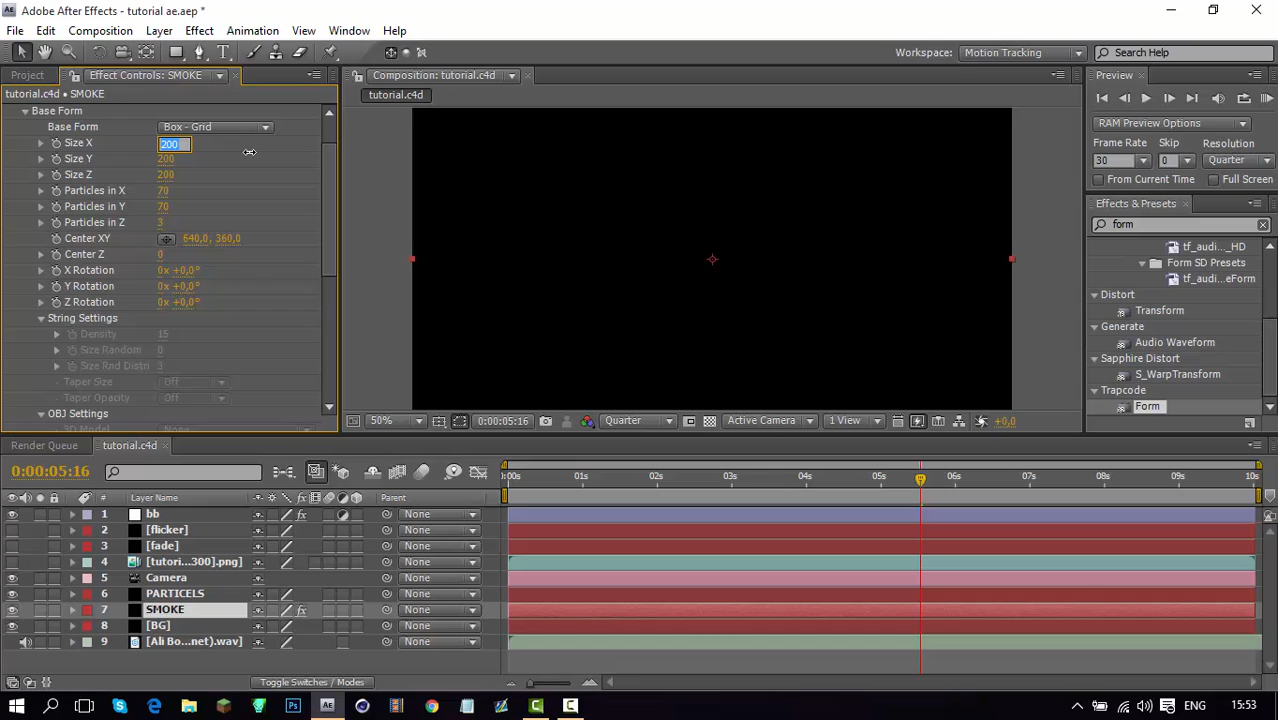 Adobe After Effects - tutorial ae.aep *
File Edit Composition Layer Effect Animation View Window Help
Workspace: Motion Tracking Search Help
Project Effect Controls: SMOKE Composition: tutorial.c4d Preview
tutorial.c4d • SMOKE
tutorial.c4d
Base Form
Base Form Box - Grid
Size X 200
Size Y 200
Size Z 200
Particles in X 70
Particles in Y 70
Particles in Z 3
Center XY 640,0, 360,0
Center Z 0
X Rotation 0x +0,0°
Y Rotation 0x +0,0°
Z Rotation 0x +0,0°
String Settings
Density 15
Size Random 0
Size Rnd Distri 3
Taper Size Off
Taper Opacity Off
OBJ Settings
3D Model None
RAM Preview Options
Frame Rate Skip Resolution
30 0 Quarter
From Current Time Full Screen
Effects & Presets
form
tf_audi..._HD
Form SD Presets
tf_audi...eForm
Distort
Transform
Generate
Audio Waveform
Sapphire Distort
S_WarpTransform
Trapcode
Form
50% 0:00:05:16 Quarter Active Camera 1 View +0,0
Render Queue tutorial.c4d
0:00:05:16
:00s 01s 02s 03s 04s 05s 06s 07s 08s 09s 10s
# Layer Name Parent
1 bb None
2 [flicker] None
3 [fade] None
4 [tutori...300].png] None
5 Camera None
6 PARTICELS None
7 SMOKE None
8 [BG] None
9 [Ali Bo...net).wav] None
Toggle Switches / Modes
ENG 15:53